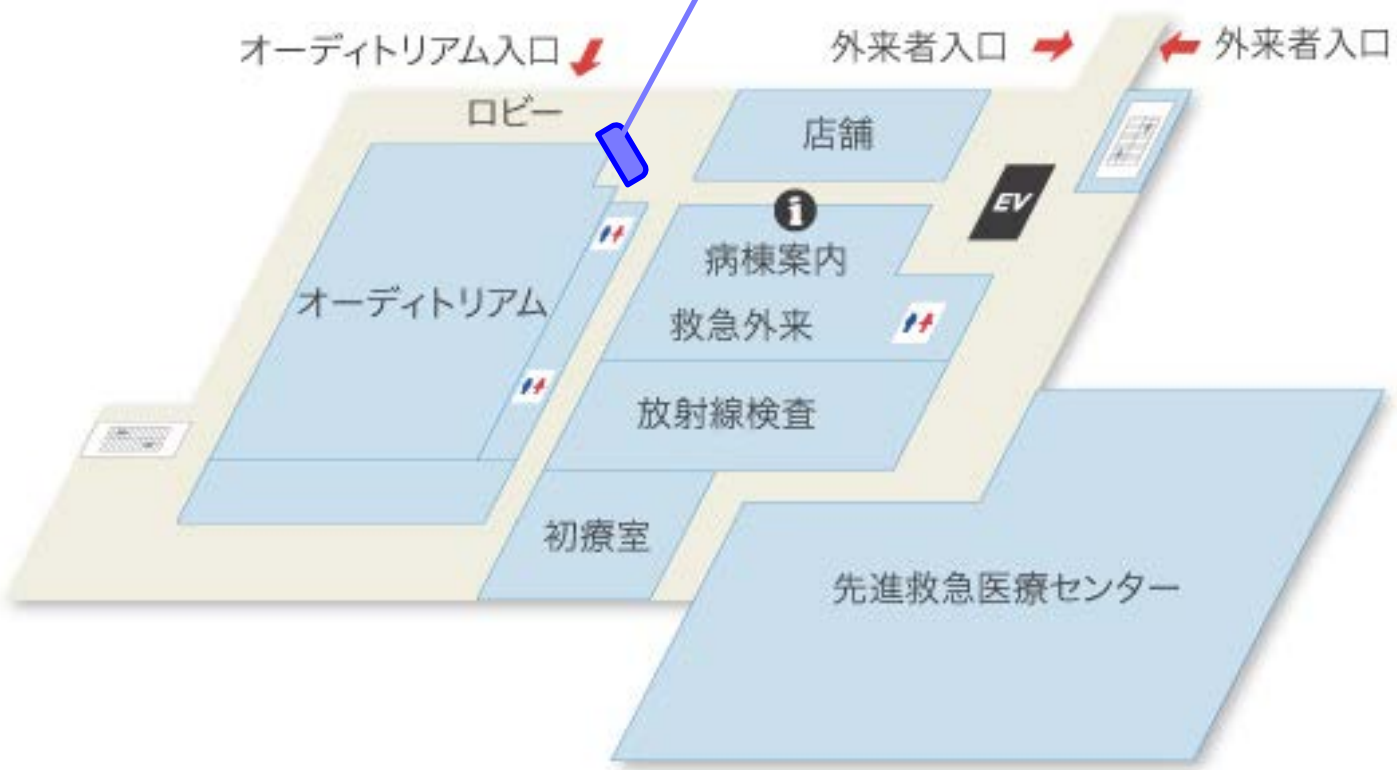 オーディトリアム入口
外来者入口
外来者入口
ロビー
店舗
EV
i
病棟案内
オーディトリアム
救急外来
放射線検査
初療室
先進救急医療センター